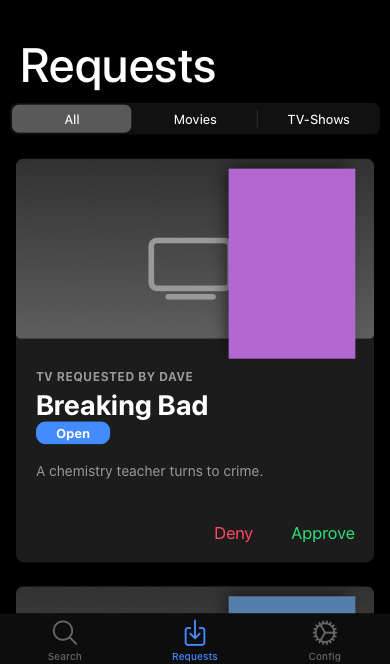 Requests
All Movies TV-Shows
TV REQUESTED BY DAVE
Breaking Bad
Open
A chemistry teacher turns to crime.
Deny Approve
Search Requests Config